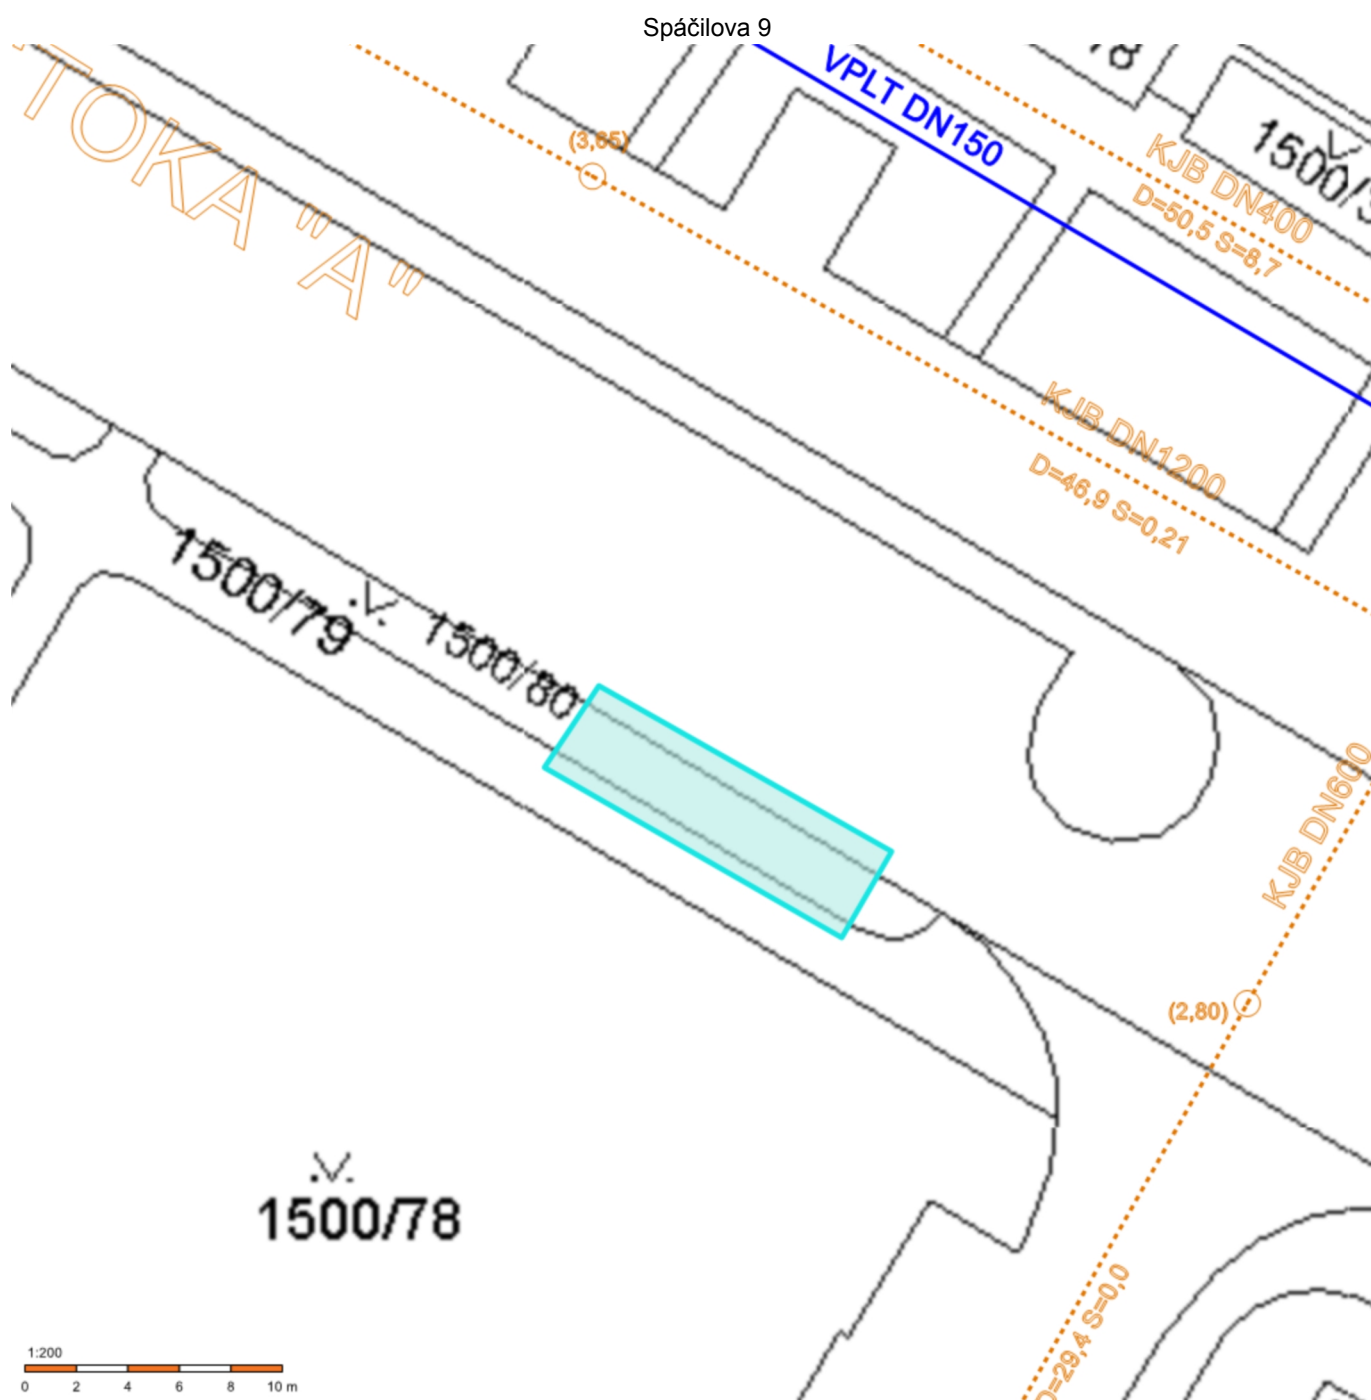 Spáčilova 9
TOKA "A"
VPLT DN150
(3,65)
KJB DN400
D=50,5 S=8,7
KJB DN1200
D=46,9 S=0,21
1500/79
1500/80
KJB DN600
(2,80)
1500/78
D=29,4 S=0,0
1:200
0 2 4 6 8 10 m